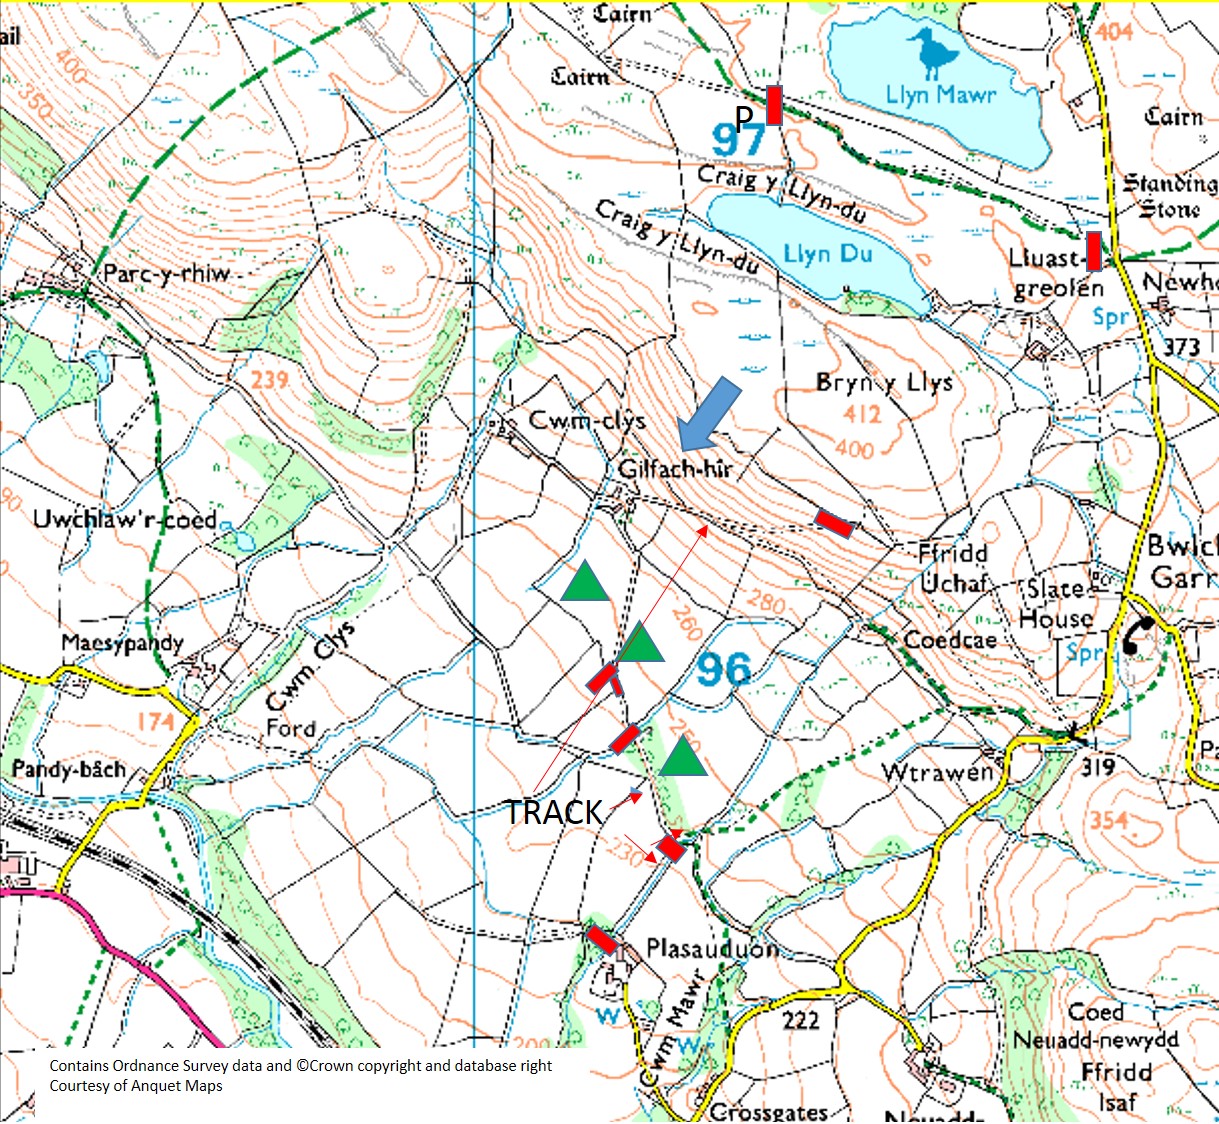 Cairn
404
ail
Cairn
400
350
Llyn Mawr
P
97
Cairn
Craig y Llyn-du
Standing
Stone
Craig y Llyn-du
Llyn Du
Parc-y-rhiw
Lluast-
greolen
Newho
Spr
373
239
Bryn y Llys
412
Cwm-clys
400
Gilfach-hir
90
Uwchlaw'r-coed
Bwlch
Garr
Ffridd
Uchaf
Slate
House
280
260
Coedcae
Maesypandy
Spr
96
Cwm Clys
174
Ford
250
Pandy-bâch
Wtrawen
319
TRACK
354
230
Plasauduon
Cwm Mawr
W
222
W
200
Coed
Neuadd-newydd
Ffridd
Isaf
Crossgates
Neuadd-
Contains Ordnance Survey data and ©Crown copyright and database right
Courtesy of Anquet Maps